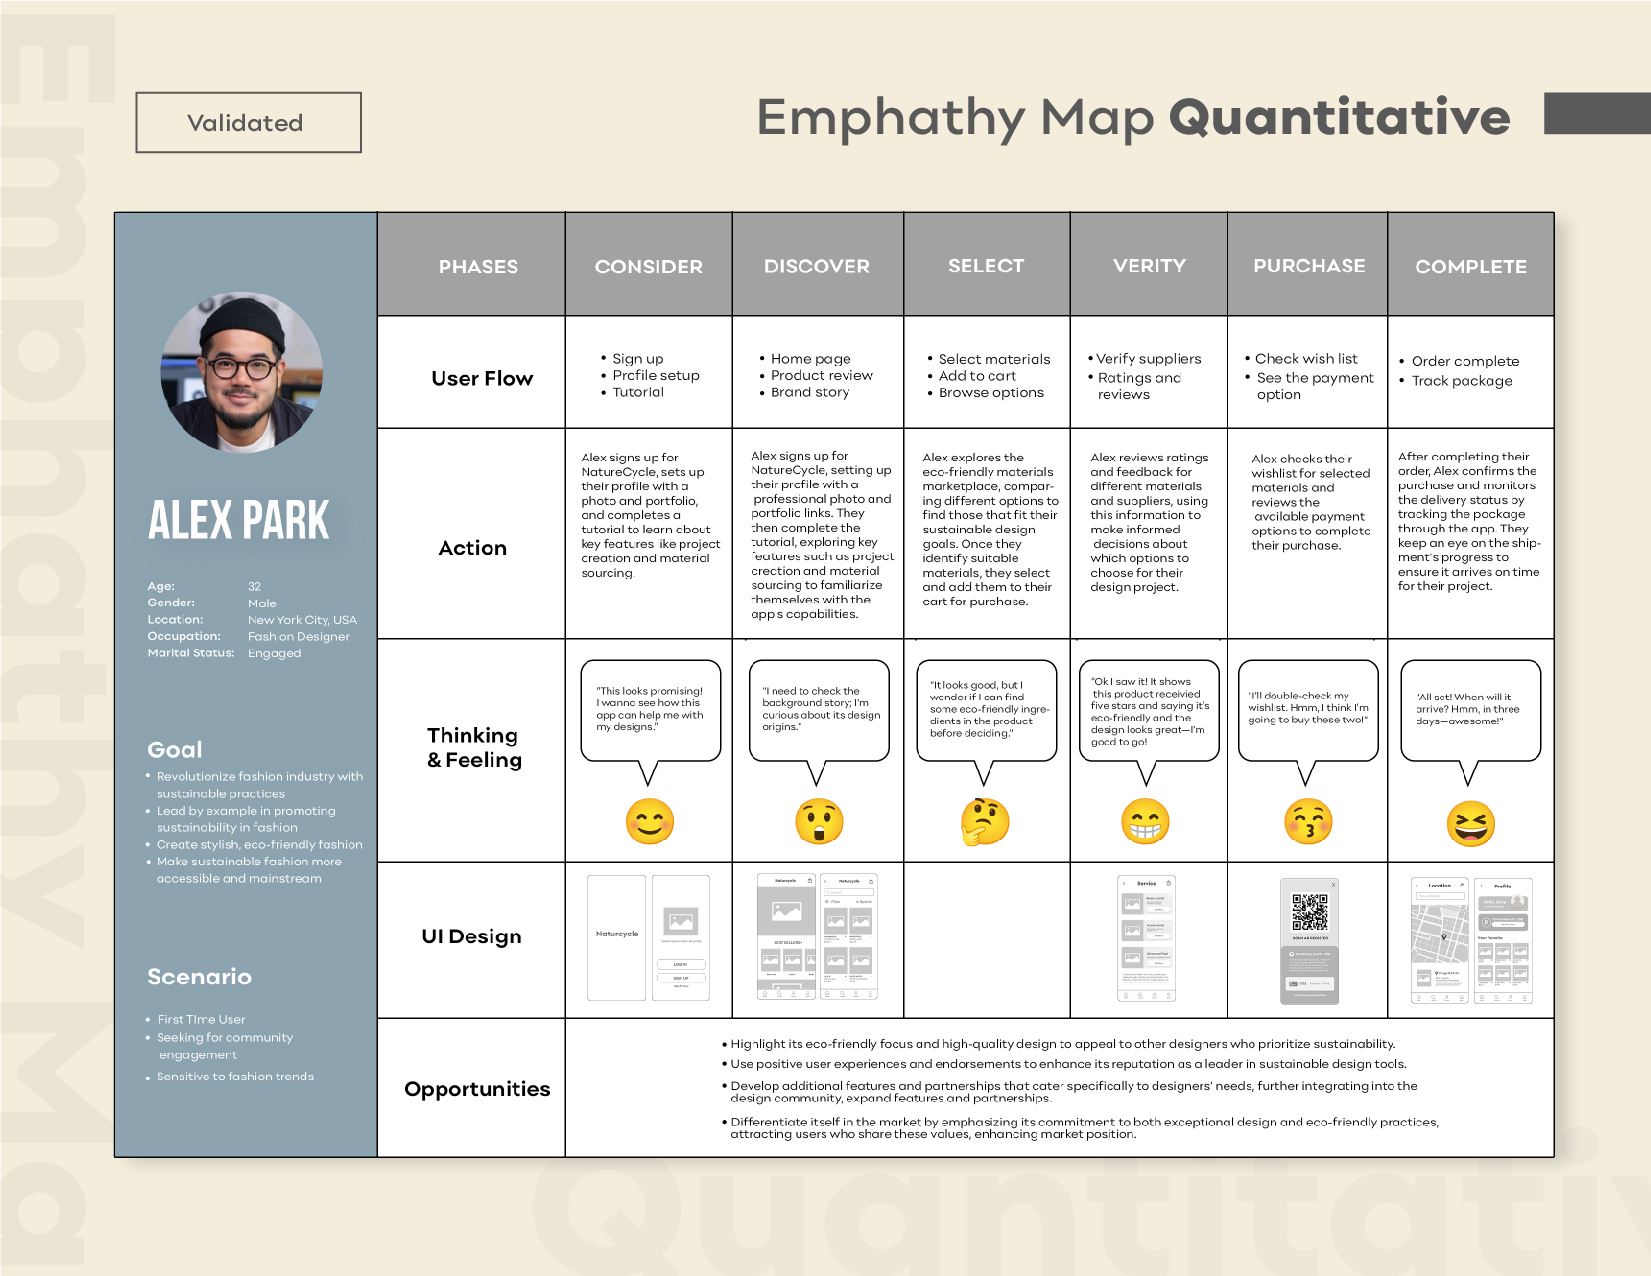 Validated
Emphathy Map Quantitative
ALEX PARK
Age: 32
Gender: Male
Location: New York City, USA
Occupation: Fashion Designer
Marital Status: Engaged
Goal
• Revolutionize fashion industry with
sustainable practices
• Lead by example in promoting
sustainability in fashion
• Create stylish, eco-friendly fashion
• Make sustainable fashion more
accessible and mainstream
Scenario
• First TIme User
• Seeking for community
engagement
• Sensitive to fashion trends
PHASES
CONSIDER
DISCOVER
SELECT
VERITY
PURCHASE
COMPLETE
User Flow
• Sign up
• Profile setup
• Tutorial
• Home page
• Product review
• Brand story
• Select materials
• Add to cart
• Browse options
• Verify suppliers
• Ratings and
reviews
• Check wish list
• See the payment
option
• Order complete
• Track package
Action
Alex signs up for
NatureCycle, sets up
their profile with a
photo and portfolio,
and completes a
tutorial to learn about
key features like project
creation and material
sourcing.
Alex signs up for
NatureCycle, setting up
their profile with a
professional photo and
portfolio links. They
then complete the
tutorial, exploring key
features such as project
creation and material
sourcing to familiarize
themselves with the
app's capabilities.
Alex explores the
eco-friendly materials
marketplace, compar-
ing different options to
find those that fit their
sustainable design
goals. Once they
identify suitable
materials, they select
and add them to their
cart for purchase.
Alex reviews ratings
and feedback for
different materials
and suppliers, using
this information to
make informed
decisions about
which options to
choose for their
design project.
Alex checks their
wishlist for selected
materials and
reviews the
available payment
options to complete
their purchase.
After completing their
order, Alex confirms the
purchase and monitors
the delivery status by
tracking the package
through the app. They
keep an eye on the ship-
ment's progress to
ensure it arrives on time
for their project.
Thinking
& Feeling
"This looks promising!
I wanna see how this
app can help me with
my designs."
"I need to check the
background story; I'm
curious about its design
origins."
"It looks good, but I
wonder if I can find
some eco-friendly ingre-
dients in the product
before deciding."
"Ok I saw it! It shows
this product receivied
five stars and saying it's
eco-friendly and the
design looks great—I'm
good to go!
"I'll double-check my
wishlist. Hmm, I think I'm
going to buy these two!"
"All set! When will it
arrive? Hmm, in three
days—awesome!"
UI Design
Naturcycle
LOG IN
SIGN UP
Naturcycle
BEST SELLERS
Naturcycle
Filter
Service
SCAN AN REGISTER
VISA
Location
Profile
Hello, Juna
Your favorite
Opportunities
• Highlight its eco-friendly focus and high-quality design to appeal to other designers who prioritize sustainability.
• Use positive user experiences and endorsements to enhance its reputation as a leader in sustainable design tools.
• Develop additional features and partnerships that cater specifically to designers' needs, further integrating into the
design community, expand features and partnerships.
• Differentiate itself in the market by emphasizing its commitment to both exceptional design and eco-friendly practices,
attracting users who share these values, enhancing market position.
Emphathy Ma
Quantitativ